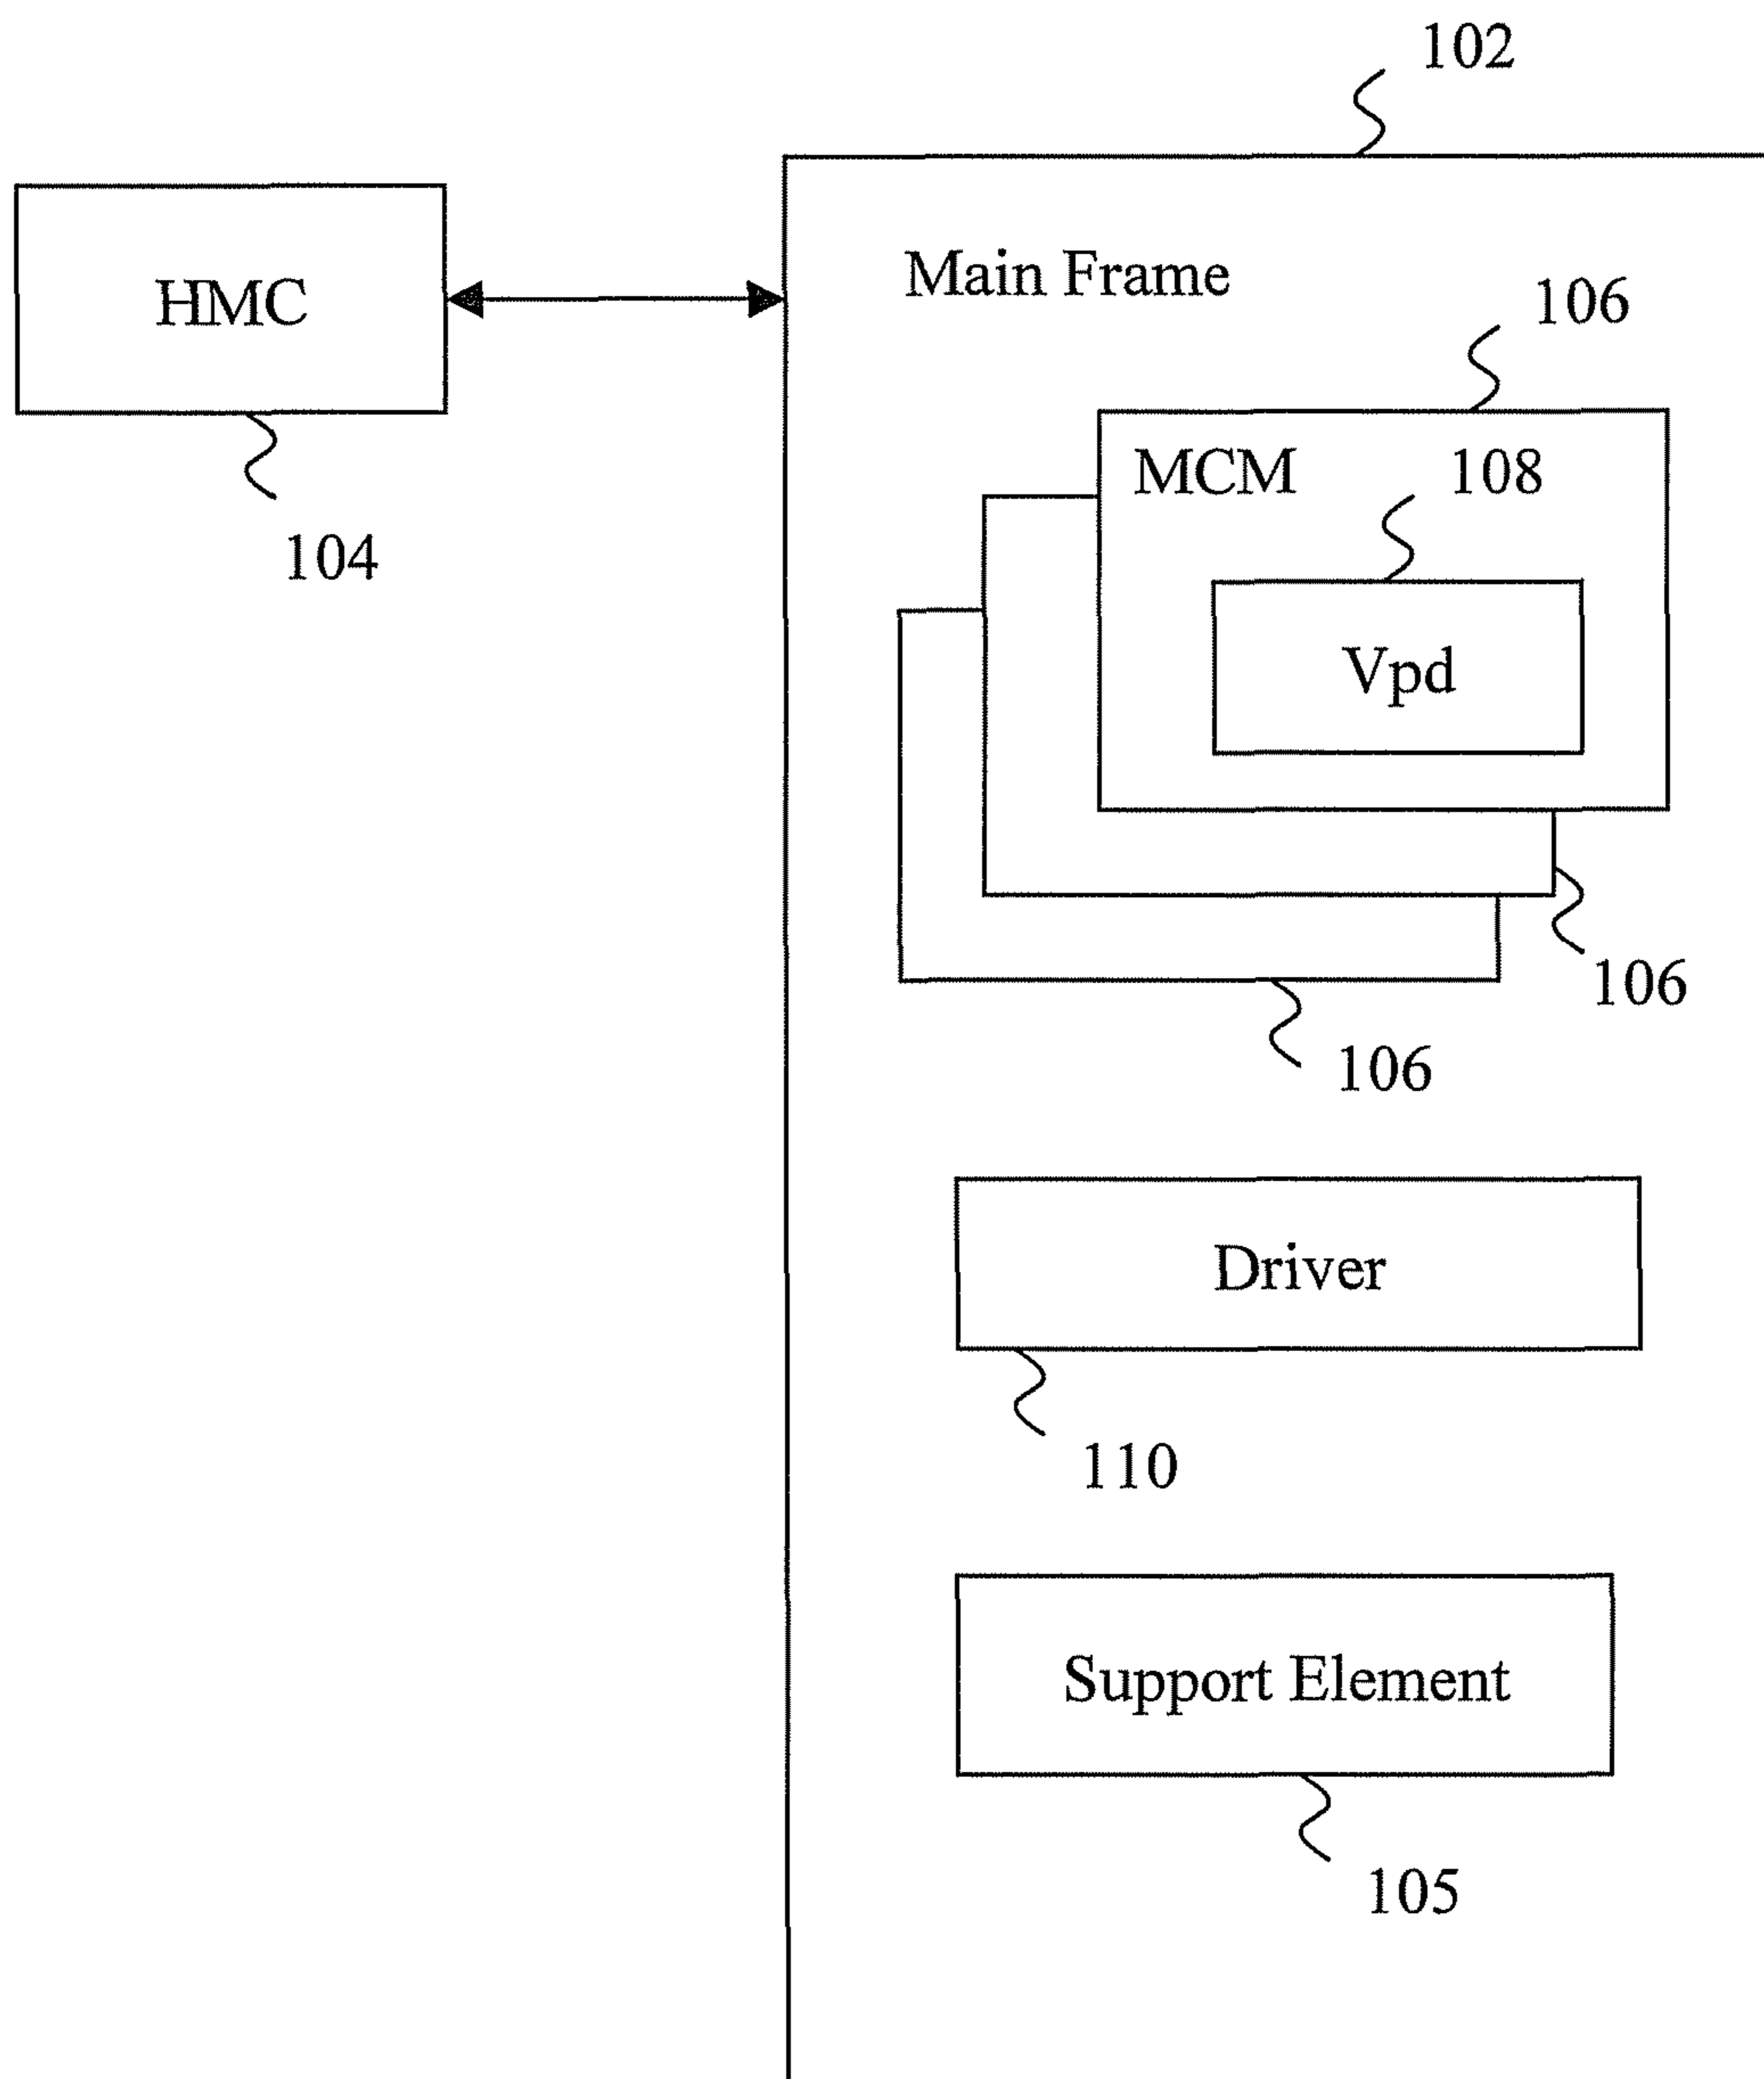 102
HMC
Main Frame
106
MCM
108
104
Vpd
106
106
Driver
110
Support Element
105